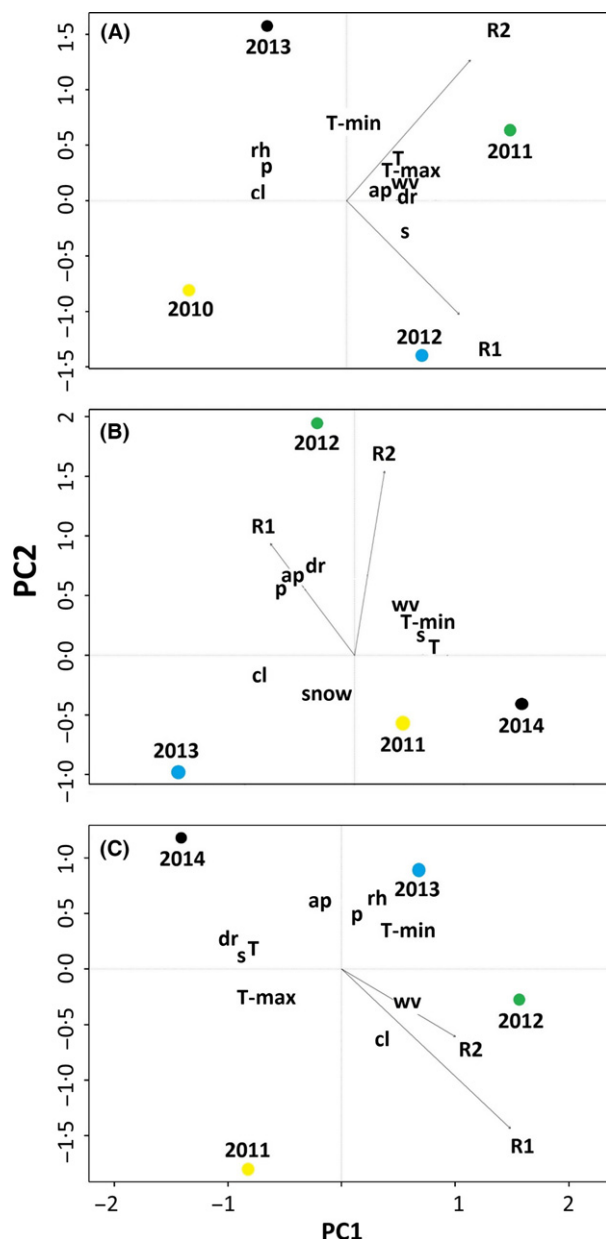 (A)
1·5
R2
2013
1·0
T-min
2011
0·5
rh
T
p
T-max
wv
cl
ap
dr
0·0
s
−0·5
2010
−1·0
2012
R1
−1·5
(B)
2
2012
R2
1·5
R1
1·0
dr
ap
p
0·5
wv
T-min
s
T
0·0
cl
snow
−0·5
2014
2011
2013
−1·0
PC2
(C)
1·0
2014
2013
ap
rh
p
0·5
T-min
dr
s
T
0·0
T-max
wv
2012
−0·5
cl
R2
−1·0
R1
−1·5
2011
−2
−1
0
1
2
PC1